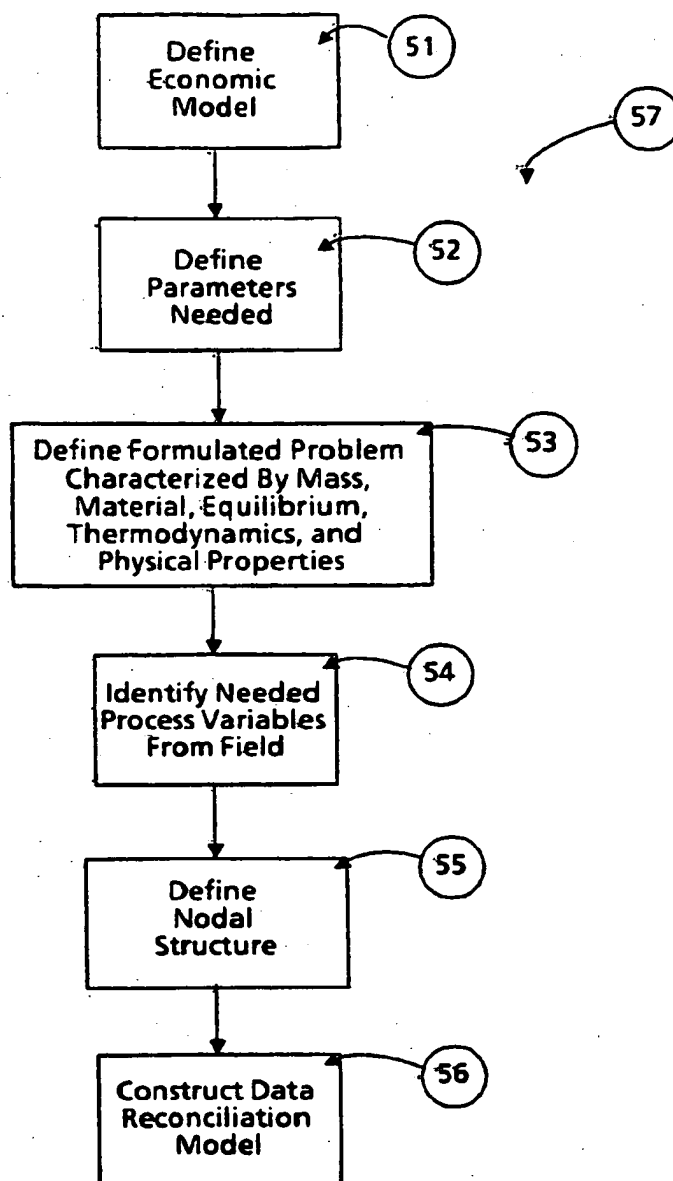 Define
Economic
Model
51
57
Define
Parameters
Needed
52
Define Formulated Problem
Characterized By Mass,
Material, Equilibrium,
Thermodynamics, and
Physical Properties
53
Identify Needed
Process Variables
From Field
54
Define
Nodal
Structure
55
Construct Data
Reconciliation
Model
56